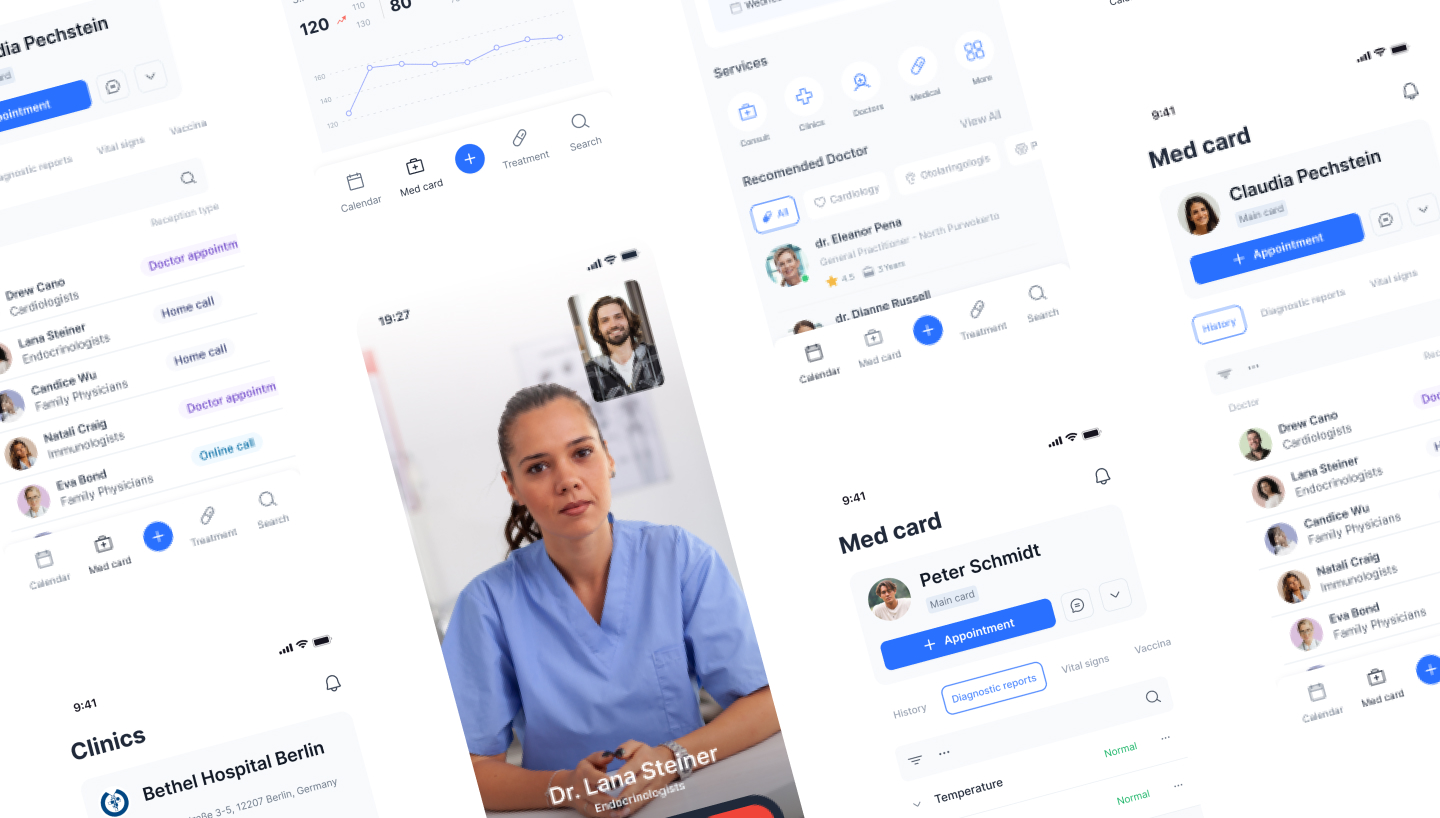 Pechstein
Diagnostic reports
Vital signs
Vaccina
Reception type
Drew Cano
Cardiologists
Doctor appointm
Lana Steiner
Endocrinologists
Home call
Candice Wu
Family Physicians
Home call
Natali Craig
Immunologists
Doctor appointm
Eva Bond
Family Physicians
Online call
Calendar
Med card
Treatment
Search
9:41
Clinics
Bethel Hospital Berlin
3-5, 12207 Berlin, Germany
120
110
130
80
160
140
120
Calendar
Med card
Treatment
Search
19:27
Dr. Lana Steiner
Endocrinologists
Services
Consult
Clinics
Doctors
Medical
More
View All
Recomended Doctor
All
Cardiology
Otolaringologis
P
dr. Eleanor Pena
General Practitioner - North Purwokerto
4.5
3 Years
dr. Dianne Russell
Calendar
Med card
Treatment
Search
9:41
Med card
Peter Schmidt
Main card
Appointment
History
Diagnostic reports
Vital signs
Vaccina
Temperature
Normal
Normal
9:41
Med card
Claudia Pechstein
Main card
Appointment
History
Diagnostic reports
Vital signs
Doctor
Drew Cano
Cardiologists
Lana Steiner
Endocrinologists
Candice Wu
Family Physicians
Natali Craig
Immunologists
Eva Bond
Family Physicians
Calendar
Med card